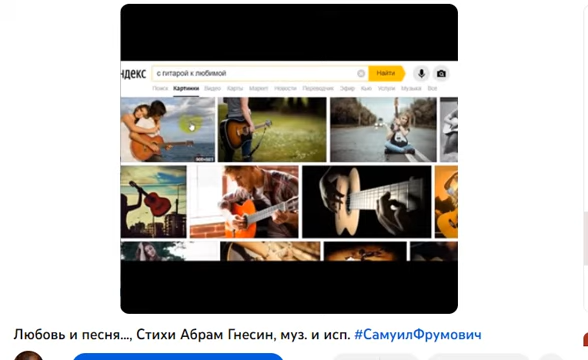 ндекс с гитарой к любимой Найти
Поиск Картинки Видео Карты Маркет Новости Переводчик Эфир Кью Услуги Музыка Все
Любовь и песня..., Стихи Абрам Гнесин, муз. и исп. #СамуилФрумович